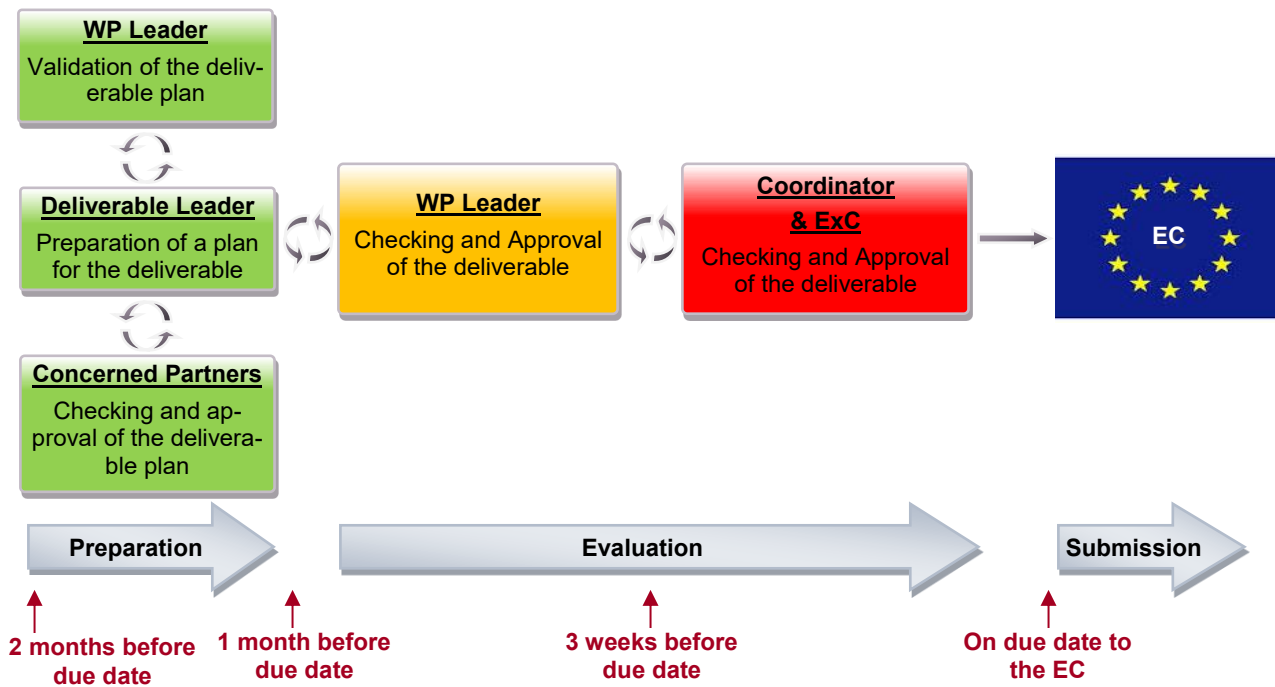 WP Leader
Validation of the deliv-
erable plan
Deliverable Leader
Preparation of a plan
for the deliverable
Concerned Partners
Checking and ap-
proval of the delivera-
ble plan
WP Leader
Checking and Approval
of the deliverable
Coordinator
& ExC
Checking and Approval
of the deliverable
EC
Preparation
Evaluation
Submission
2 months before
due date
1 month before
due date
3 weeks before
due date
On due date to
the EC